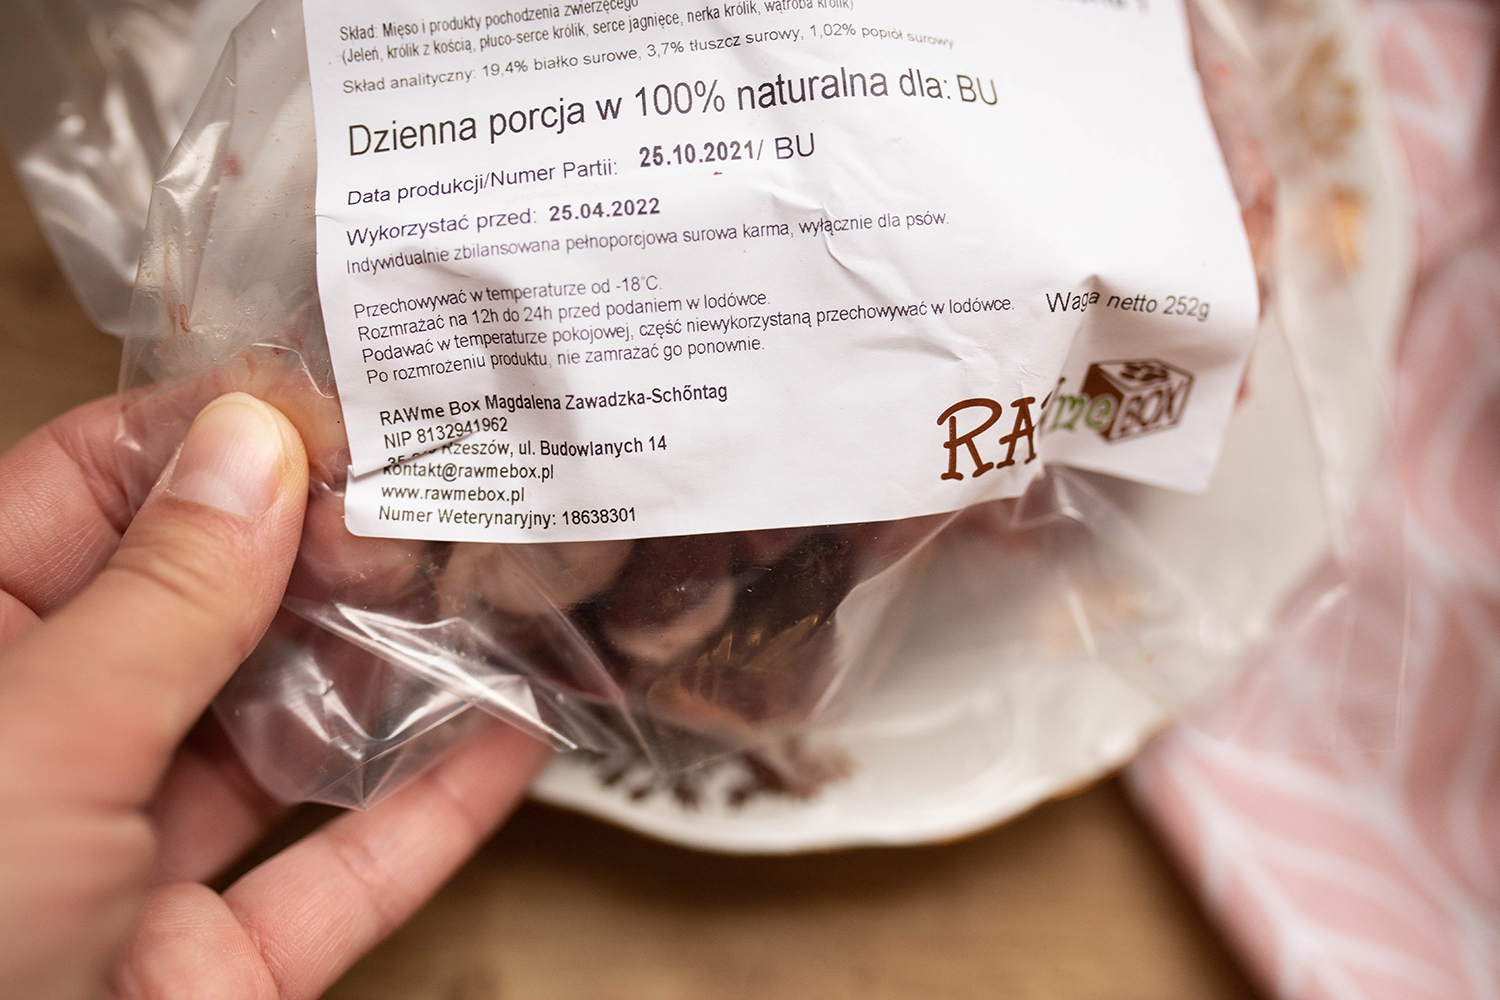 Skład: Mięso i produkty pochodzenia zwierzęcego
(Jeleń, królik z kością, płuco-serce królik, serce jagnięce, nerka królik, wątroba królik)
Skład analityczny: 19,4% białko surowe, 3,7% tłuszcz surowy, 1,02% popiół surowy
Dzienna porcja w 100% naturalna dla: BU
Data produkcji/Numer Partii: 25.10.2021/ BU
Wykorzystać przed: 25.04.2022
Indywidualnie zbilansowana pełnoporcjowa surowa karma, wyłącznie dla psów.
Przechowywać w temperaturze od -18°C.
Rozmrażać na 12h do 24h przed podaniem w lodówce.
Podawać w temperaturze pokojowej, część niewykorzystaną przechowywać w lodówce.
Po rozmrożeniu produktu, nie zamrażać go ponownie.
Waga netto 252g
RAWme Box Magdalena Zawadzka-Schőntag
NIP 8132941962
Rzeszów, ul. Budowlanych 14
kontakt@rawmebox.pl
www.rawmebox.pl
Numer Weterynaryjny: 18638301
RAW me BOX